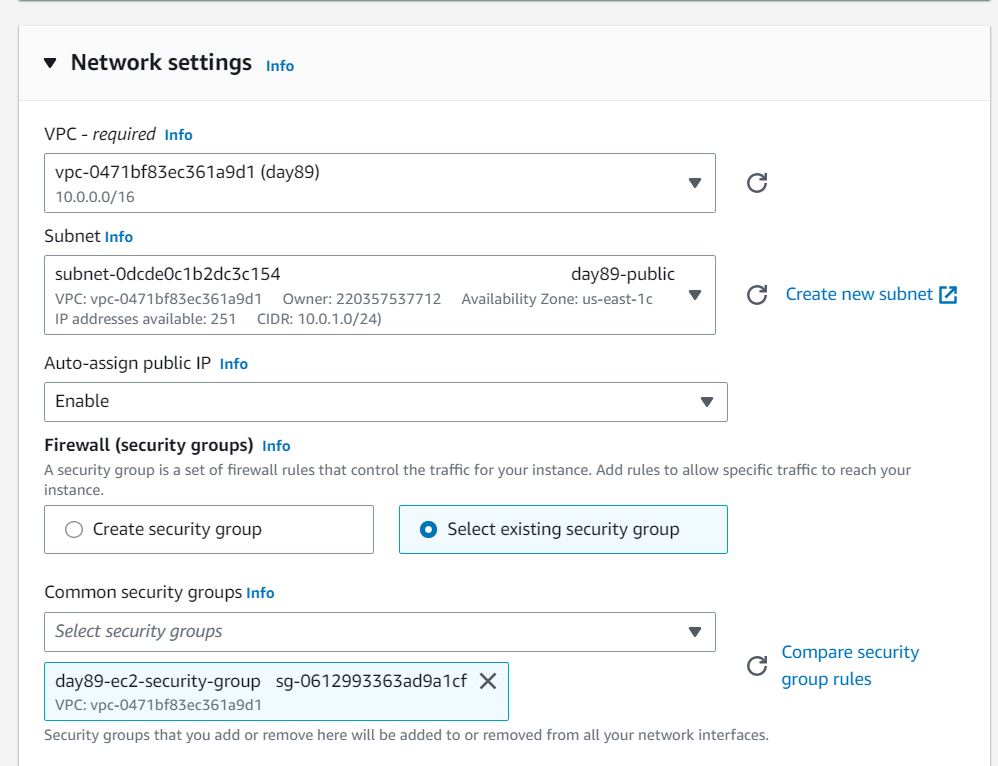 Network settings Info
VPC - required Info
vpc-0471bf83ec361a9d1 (day89)
10.0.0.0/16
Subnet Info
subnet-0dcde0c1b2dc3c154 day89-public
VPC: vpc-0471bf83ec361a9d1 Owner: 220357537712 Availability Zone: us-east-1c
IP addresses available: 251 CIDR: 10.0.1.0/24)
Create new subnet
Auto-assign public IP Info
Enable
Firewall (security groups) Info
A security group is a set of firewall rules that control the traffic for your instance. Add rules to allow specific traffic to reach your
instance.
Create security group
Select existing security group
Common security groups Info
Select security groups
Compare security
group rules
day89-ec2-security-group sg-0612993363ad9a1cf
VPC: vpc-0471bf83ec361a9d1
Security groups that you add or remove here will be added to or removed from all your network interfaces.